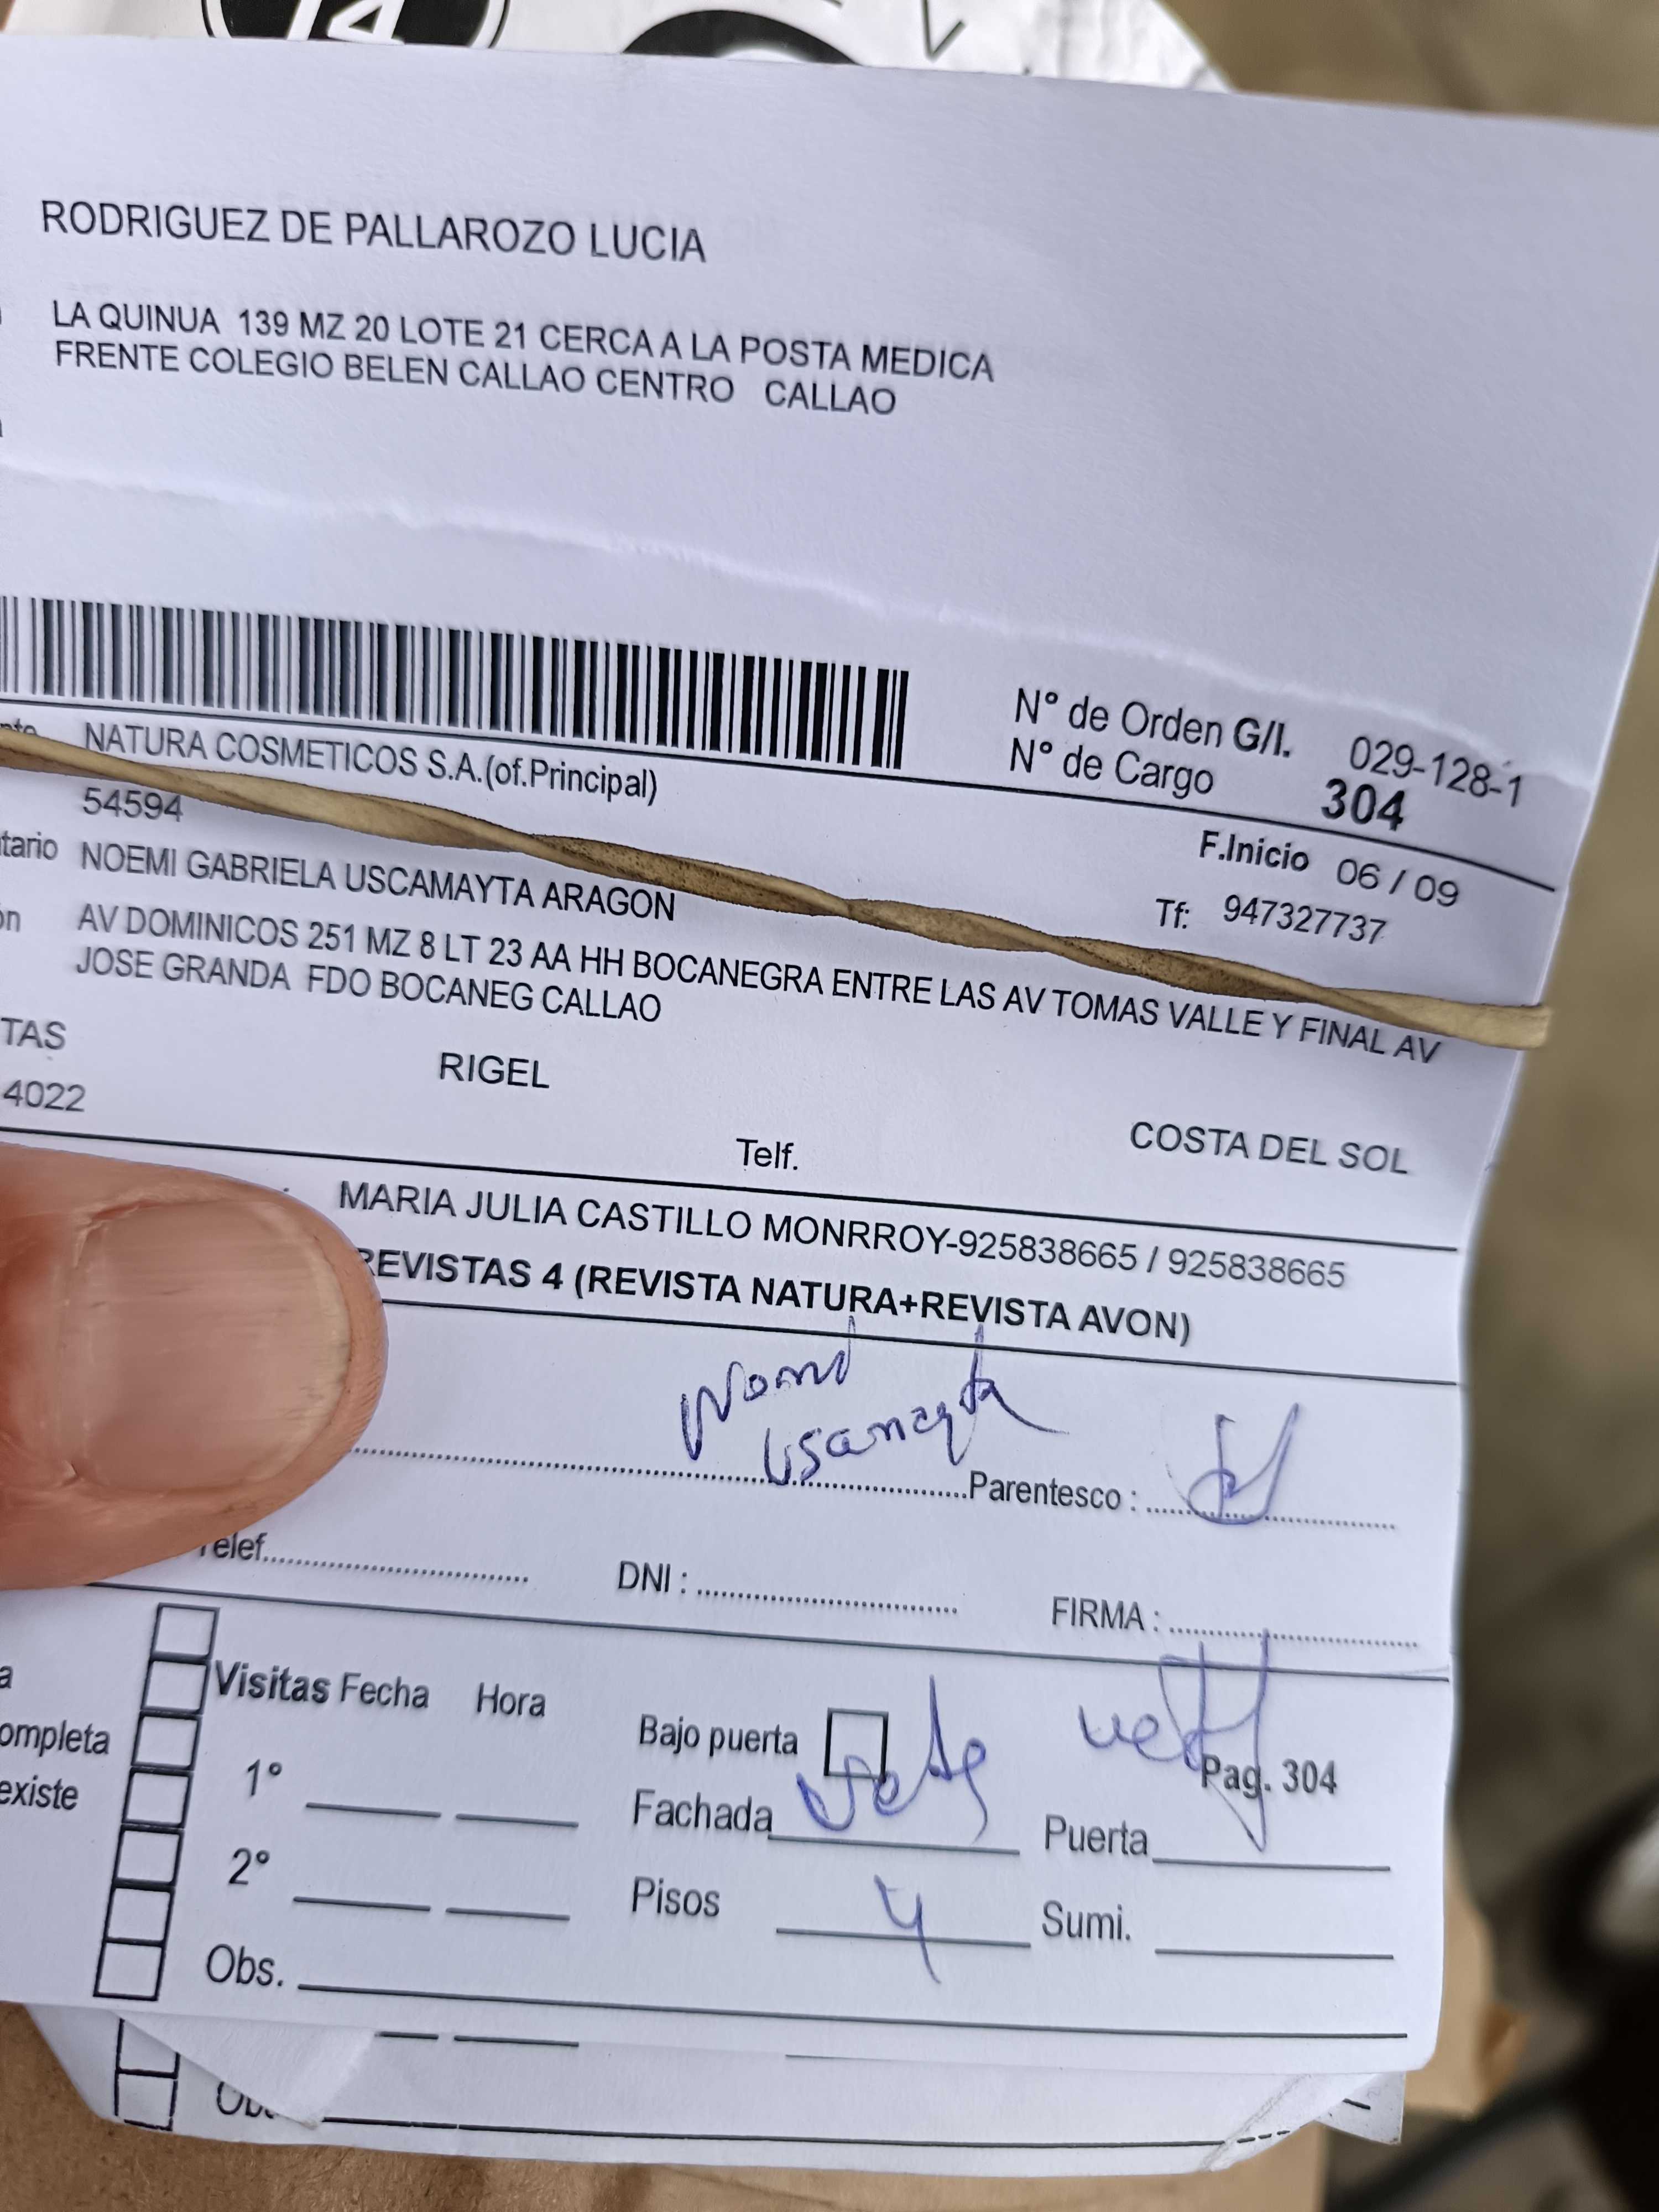 14
RODRIGUEZ DE PALLAROZO LUCIA
LA QUINUA 139 MZ 20 LOTE 21 CERCA A LA POSTA MEDICA
FRENTE COLEGIO BELEN CALLAO CENTRO CALLAO
N° de Orden G/I. 029-128-1
N° de Cargo 304
NATURA COSMETICOS S.A.(of.Principal)
54594
F.Inicio 06 / 09
tario NOEMI GABRIELA USCAMAYTA ARAGON
Tf: 947327737
ón AV DOMINICOS 251 MZ 8 LT 23 AA HH BOCANEGRA ENTRE LAS AV TOMAS VALLE Y FINAL AV
JOSE GRANDA FDO BOCANEG CALLAO
TAS RIGEL COSTA DEL SOL
4022 Telf.
MARIA JULIA CASTILLO MONRROY-925838665 / 925838665
REVISTAS 4 (REVISTA NATURA+REVISTA AVON)
Parentesco :
Telef. DNI : FIRMA :
Visitas Fecha Hora
Bajo puerta
Pag. 304
ompleta
existe
1°
Fachada Puerta
2°
Pisos 4 Sumi.
Obs.